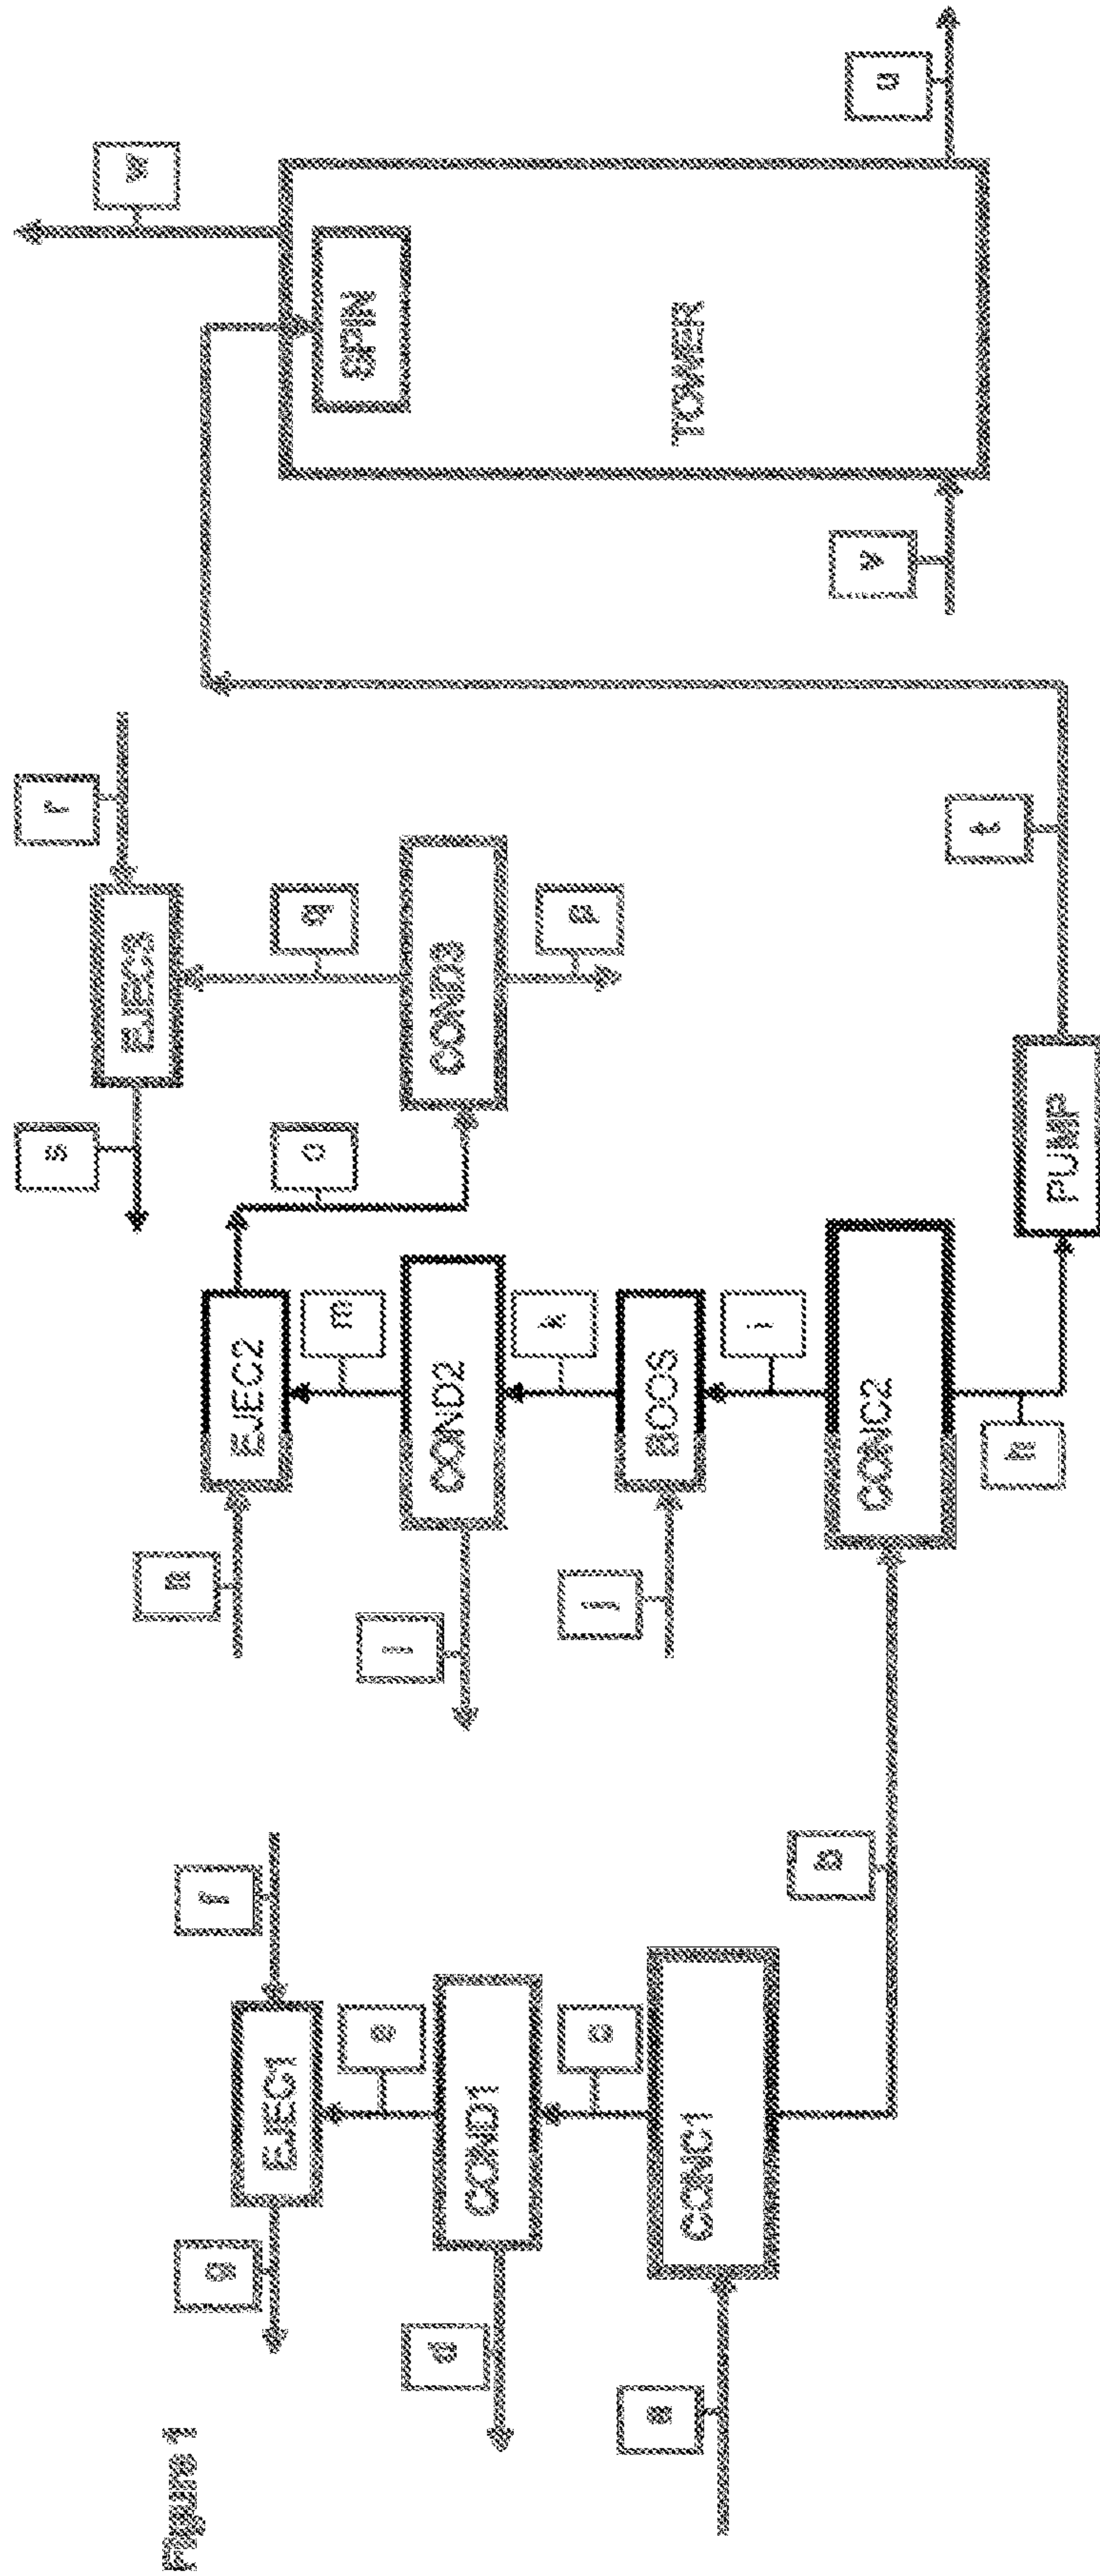 Figure 1
g
EJEC1
f
e
d
COND1
c
a
CONC1
b
n
EJEC2
m
l
COND2
k
j
BOOS
i
CONC2
h
s
EJEC3
r
q
o
COND3
p
PUMP
t
w
SPIN
TOWER
v
u